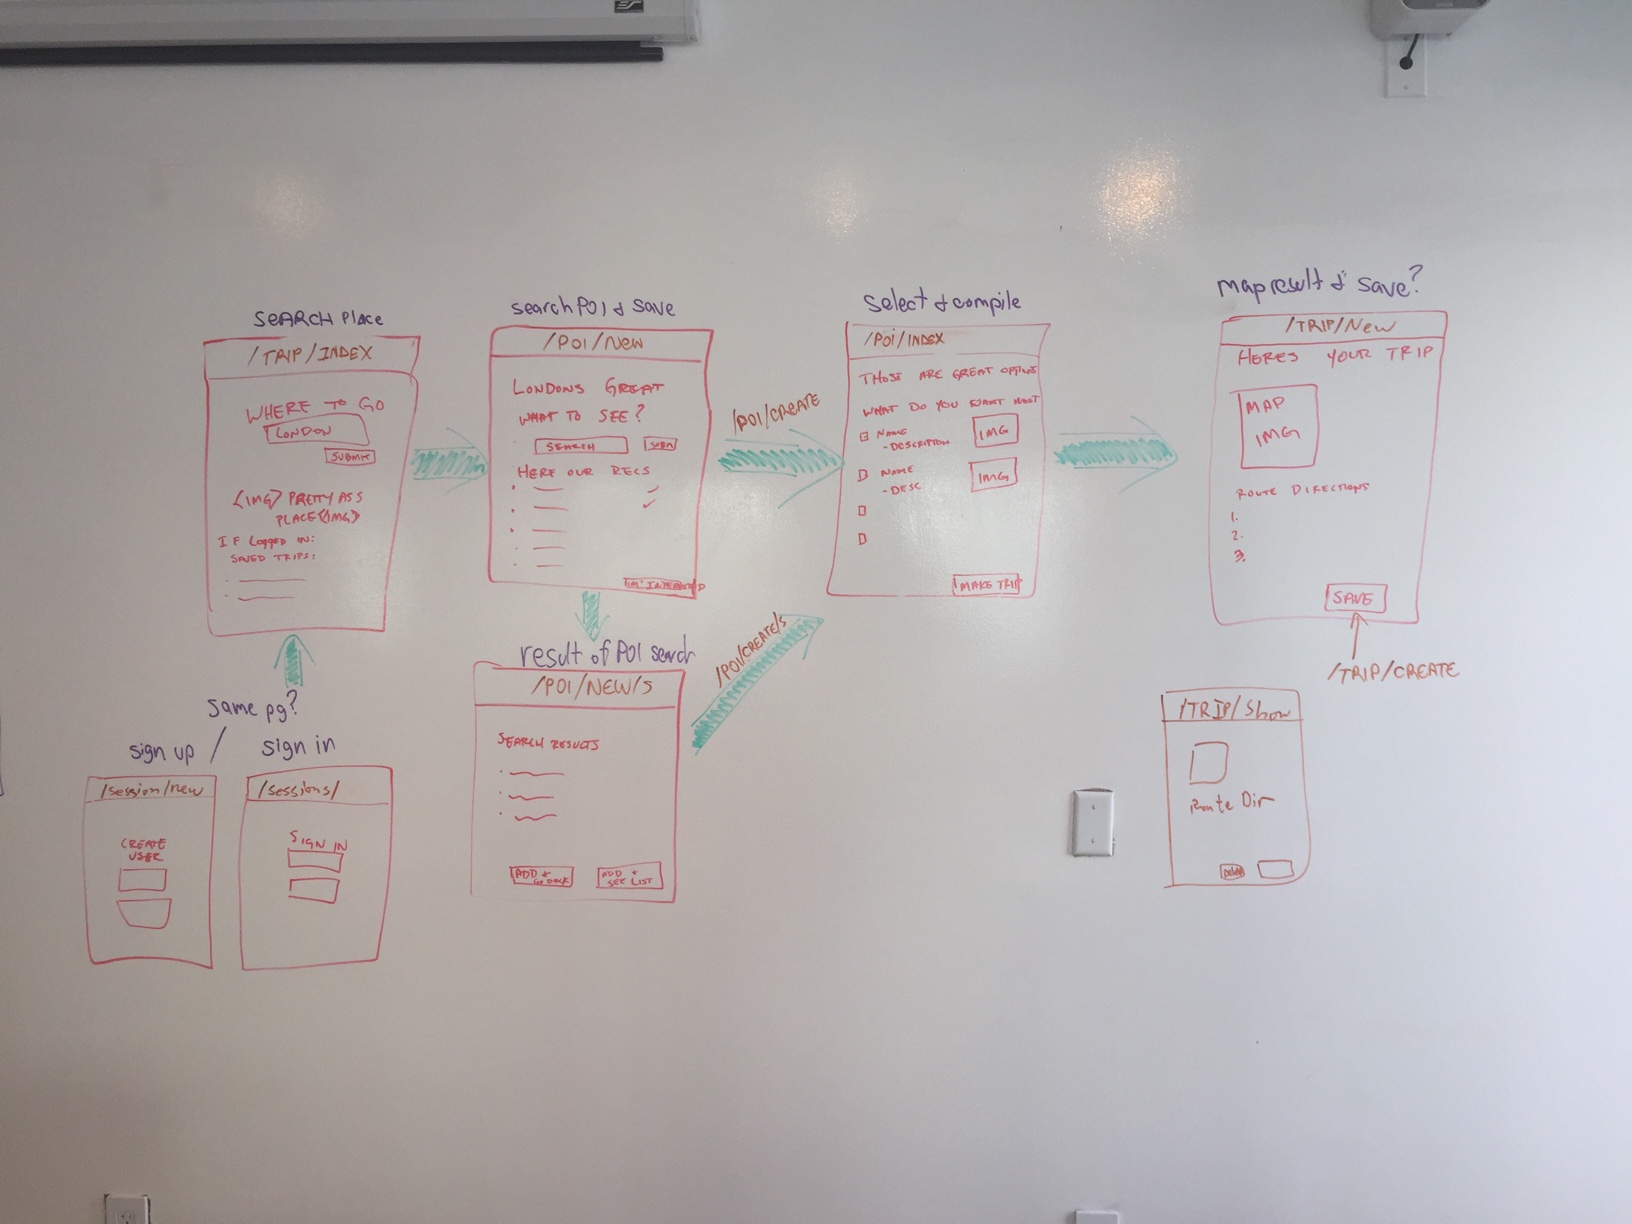 SEARCH Place
/TRIP/INDEX
WHERE TO GO
LONDON
SUBMIT
<IMG> PRETTY ASS
PLACE <IMG>
IF Logged IN:
SAVED TRIPS:
search POI & save
/POI/New
LONDONS GREAT
WHAT TO SEE?
SEARCH
HERE OUR RECS
/POI/CREATE
select & compile
/POI/INDEX
THOSE ARE GREAT OPTIONS
WHAT DO YOU WANT MOST
NAME
-DESCRIPTION
IMG
NAME
-DESC
IMG
MAKE TRIP
map result & save?
/TRIP/New
HERES YOUR TRIP
MAP
IMG
ROUTE DIRECTIONS
1.
2.
3.
SAVE
/TRIP/CREATE
same pg?
sign up / sign in
/session/new
CREATE
USER
/sessions/
SIGN IN
result of POI search
/POI/NEW/S
SEARCH RESULTS
ADD +
GO BACK
ADD +
SEE LIST
/POI/CREATE/S
/TRIP/Show
Route Dir